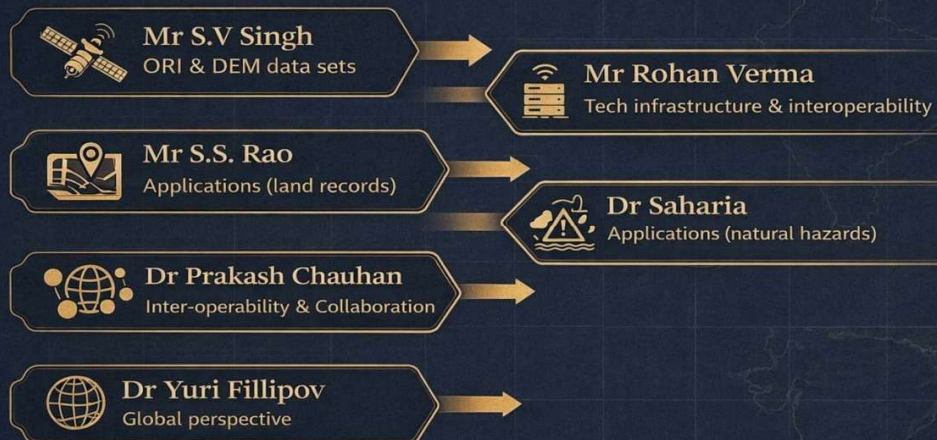 Mr S.V Singh
ORI & DEM data sets
Mr Rohan Verma
Tech infrastructure & interoperability
Mr S.S. Rao
Applications (land records)
Dr Saharia
Applications (natural hazards)
Dr Prakash Chauhan
Inter-operability & Collaboration
Dr Yuri Fillipov
Global perspective